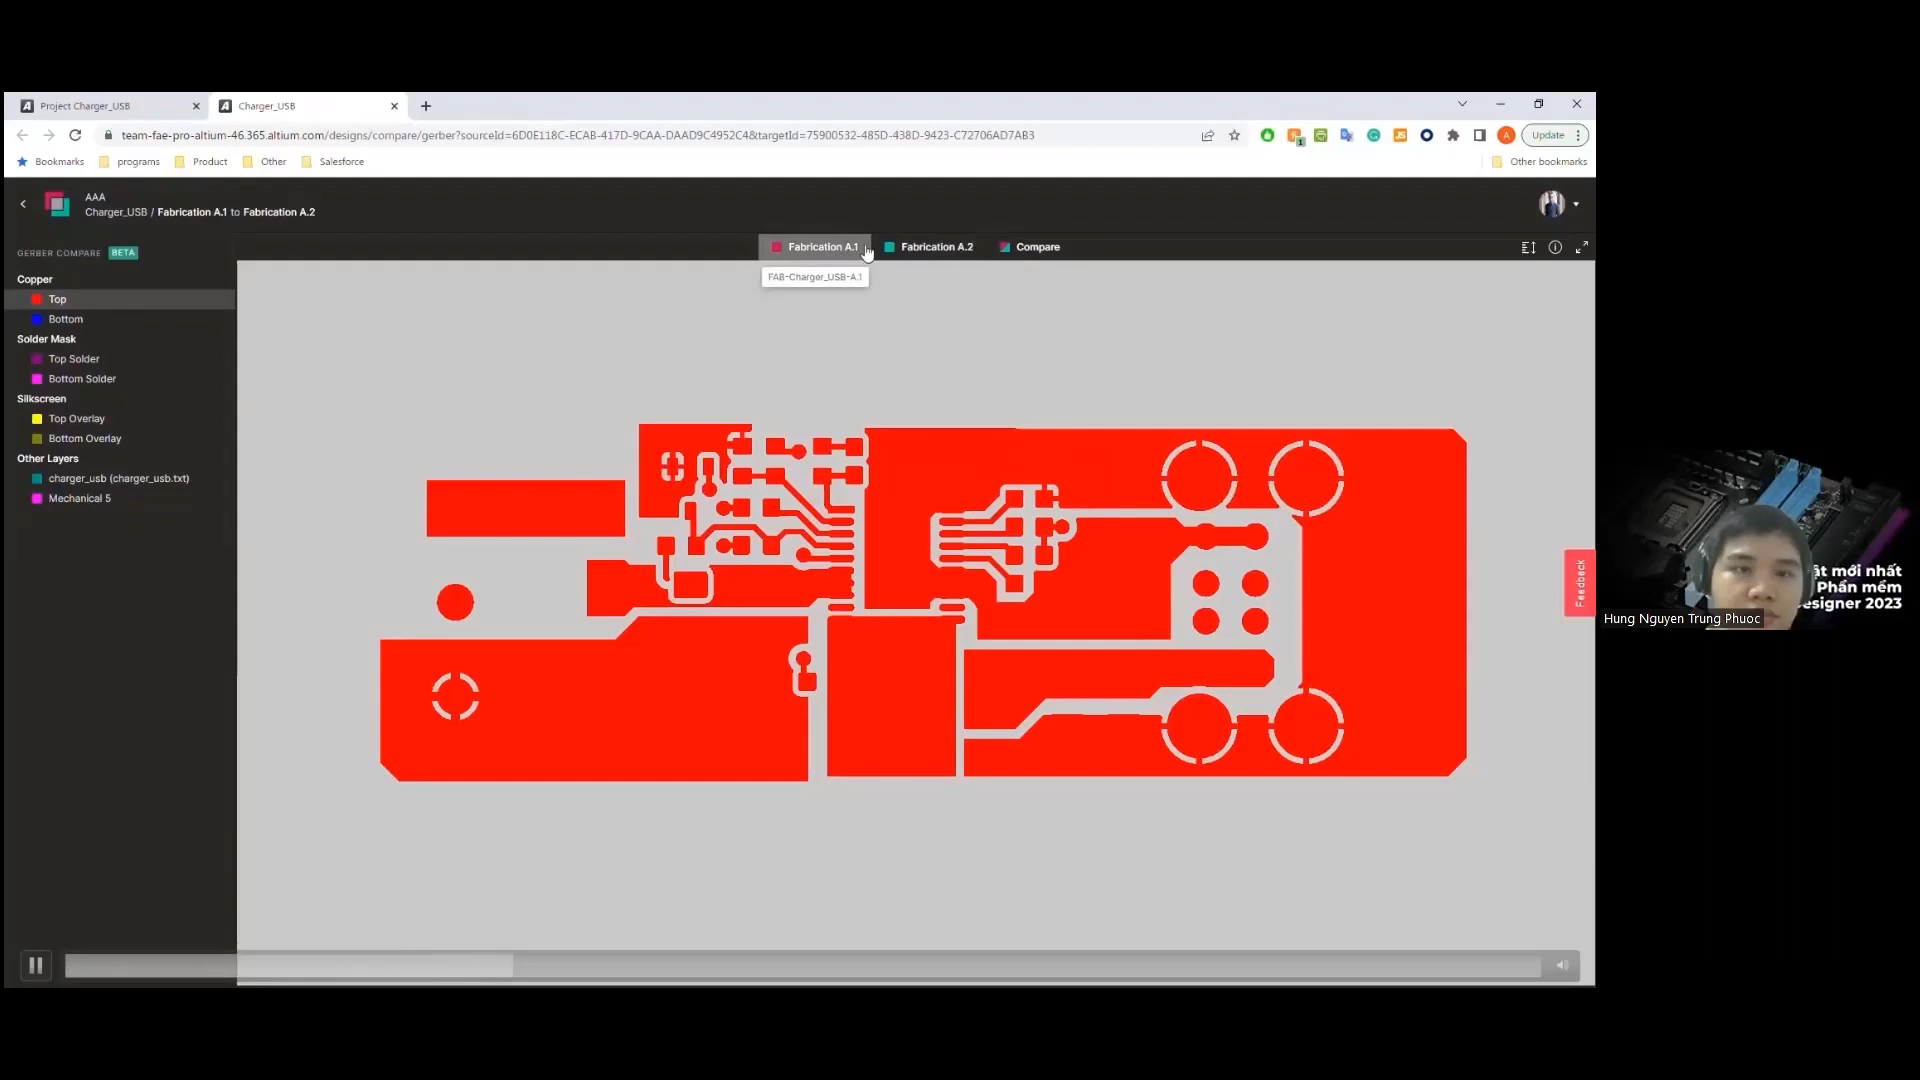 Project Charger_USB
Charger_USB
team-fae-pro-altium-46.365.altium.com/designs/compare/gerber?sourceId=6D0E118C-ECAB-417D-9CAA-DAAD9C4952C4&targetId=75900532-485D-438D-9423-C72706AD7AB3
Update
Bookmarks
programs
Product
Other
Salesforce
Other bookmarks
AAA
Charger_USB / Fabrication A.1 to Fabrication A.2
GERBER COMPARE BETA
Fabrication A.1
Fabrication A.2
Compare
FAB-Charger_USB-A.1
Copper
Top
Bottom
Solder Mask
Top Solder
Bottom Solder
Silkscreen
Top Overlay
Bottom Overlay
Other Layers
charger_usb (charger_usb.txt)
Mechanical 5
Feedback
ật mới nhất
Phần mềm
esigner 2023
Hung Nguyen Trung Phuoc